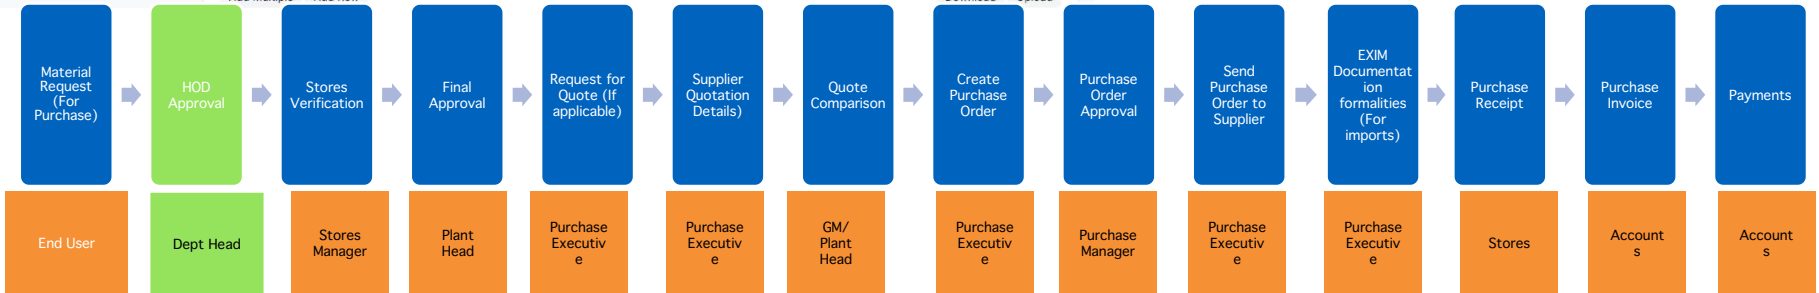 Material
Request
(For
Purchase)
HOD
Approval
Stores
Verification
Final
Approval
Request for
Quote (If
applicable)
Supplier
Quotation
Details)
Quote
Comparison
Create
Purchase
Order
Purchase
Order
Approval
Send
Purchase
Order to
Supplier
EXIM
Documentat
ion
formalities
(For
imports)
Purchase
Receipt
Purchase
Invoice
Payments
End User
Dept Head
Stores
Manager
Plant
Head
Purchase
Executiv
e
Purchase
Executiv
e
GM/
Plant
Head
Purchase
Executiv
e
Purchase
Manager
Purchase
Executiv
e
Purchase
Executiv
e
Stores
Account
s
Account
s